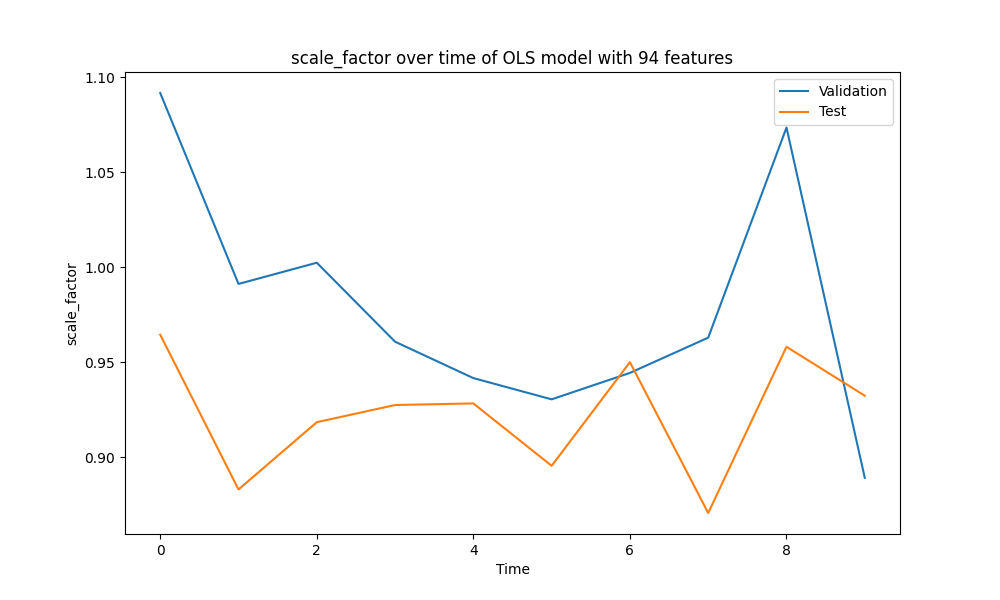 scale_factor over time of OLS model with 94 features
Validation
Test
1.10
1.05
1.00
0.95
0.90
scale_factor
0
2
4
6
8
Time